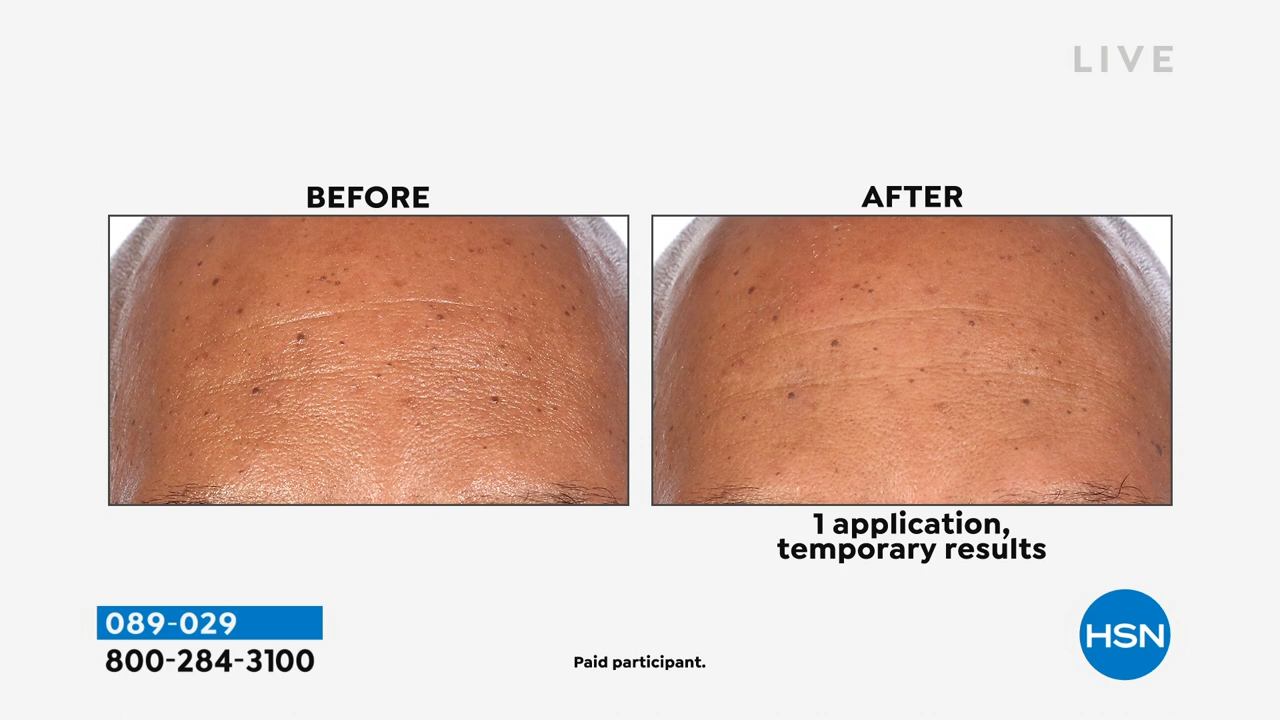 LIVE
BEFORE
AFTER
1 application,
temporary results
089-029
800-284-3100
Paid participant.
HSN